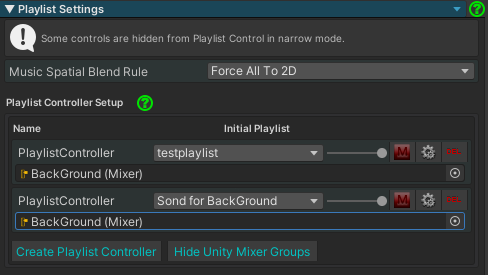 Playlist Settings ?
! Some controls are hidden from Playlist Control in narrow mode.
Music Spatial Blend Rule Force All To 2D
Playlist Controller Setup ?
Name Initial Playlist
PlaylistController testplaylist M
BackGround (Mixer)
PlaylistController Sond for BackGround M
BackGround (Mixer)
Create Playlist Controller Hide Unity Mixer Groups